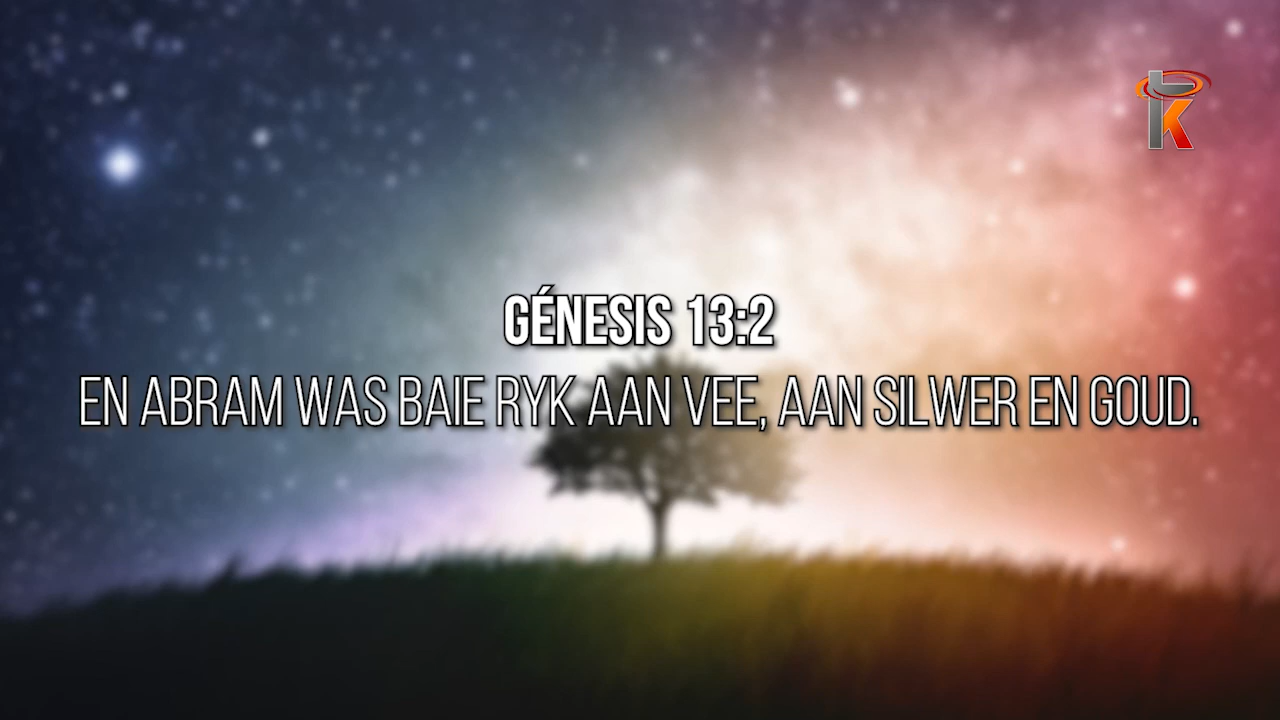 GÉNESIS 13:2
EN ABRAM WAS BAIE RYK AAN VEE, AAN SILWER EN GOUD.